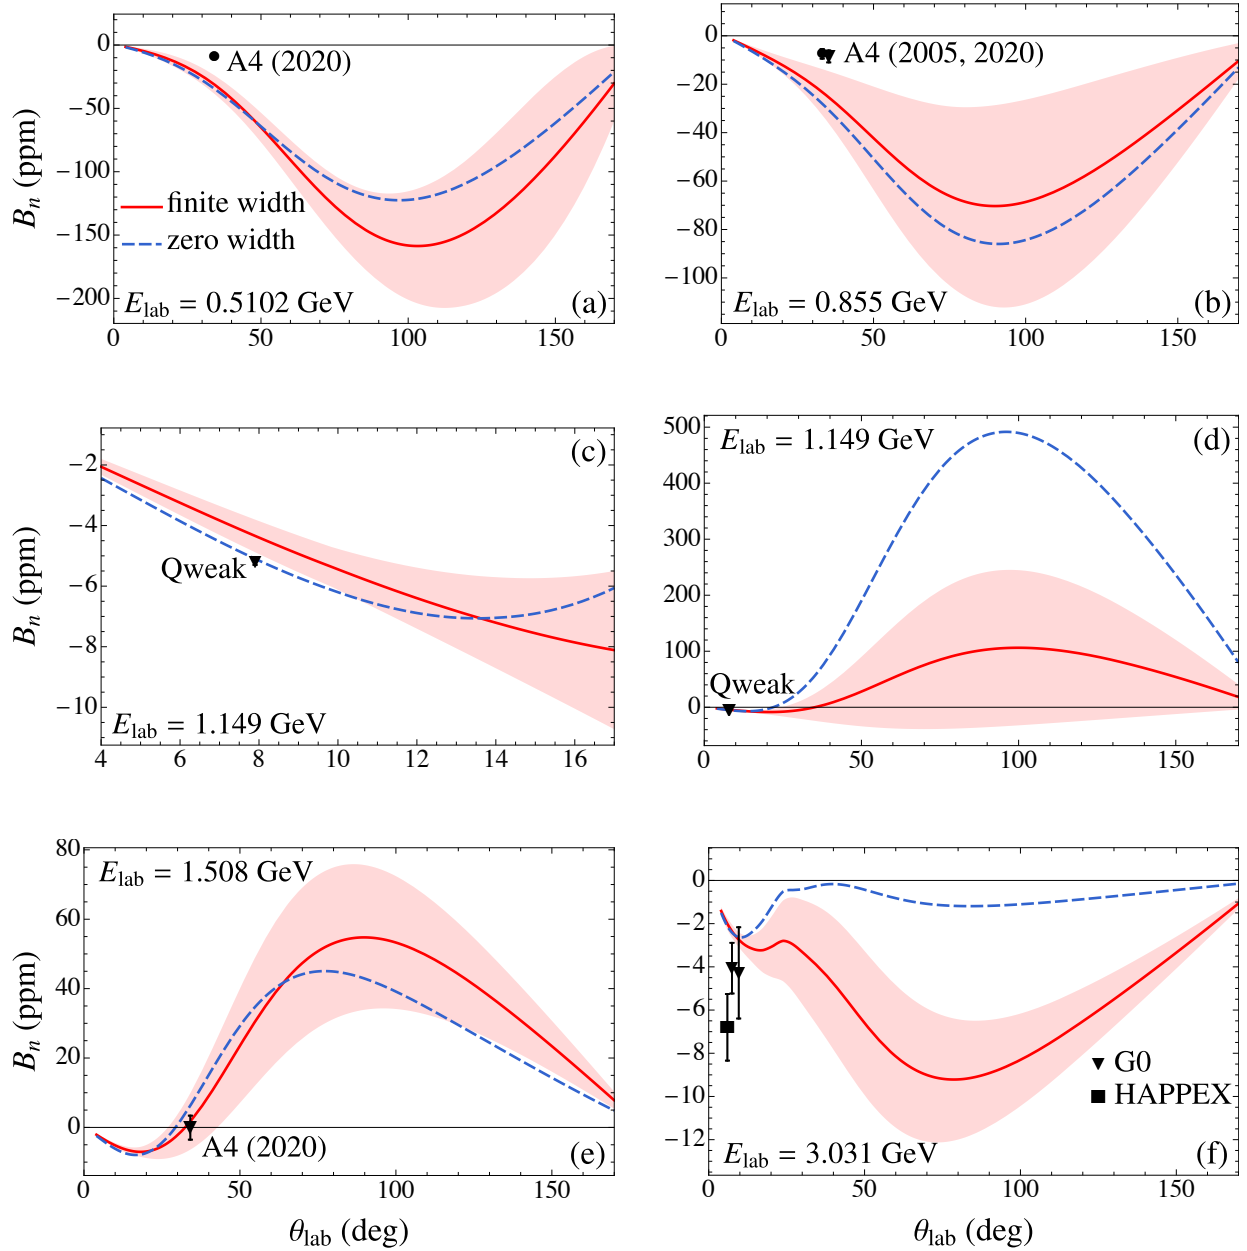 0
−50
−100
−150
−200
B_n (ppm)
A4 (2020)
finite width
zero width
E_lab = 0.5102 GeV
(a)
0 50 100 150
0
−20
−40
−60
−80
−100
A4 (2005, 2020)
E_lab = 0.855 GeV
(b)
0 50 100 150
−2
−4
−6
−8
−10
B_n (ppm)
(c)
Qweak
E_lab = 1.149 GeV
4 6 8 10 12 14 16
500
400
300
200
100
0
E_lab = 1.149 GeV
(d)
Qweak
0 50 100 150
80
60
40
20
0
B_n (ppm)
E_lab = 1.508 GeV
A4 (2020)
(e)
0 50 100 150
θ_lab (deg)
0
−2
−4
−6
−8
−10
−12
G0
HAPPEX
E_lab = 3.031 GeV
(f)
0 50 100 150
θ_lab (deg)